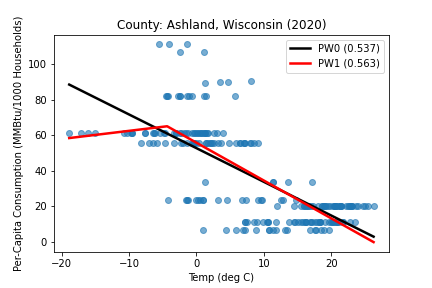 County: Ashland, Wisconsin (2020)
PW0 (0.537)
PW1 (0.563)
Per-Capita Consumption (MMBtu/1000 Households)
100
80
60
40
20
0
−20
−10
0
10
20
Temp (deg C)